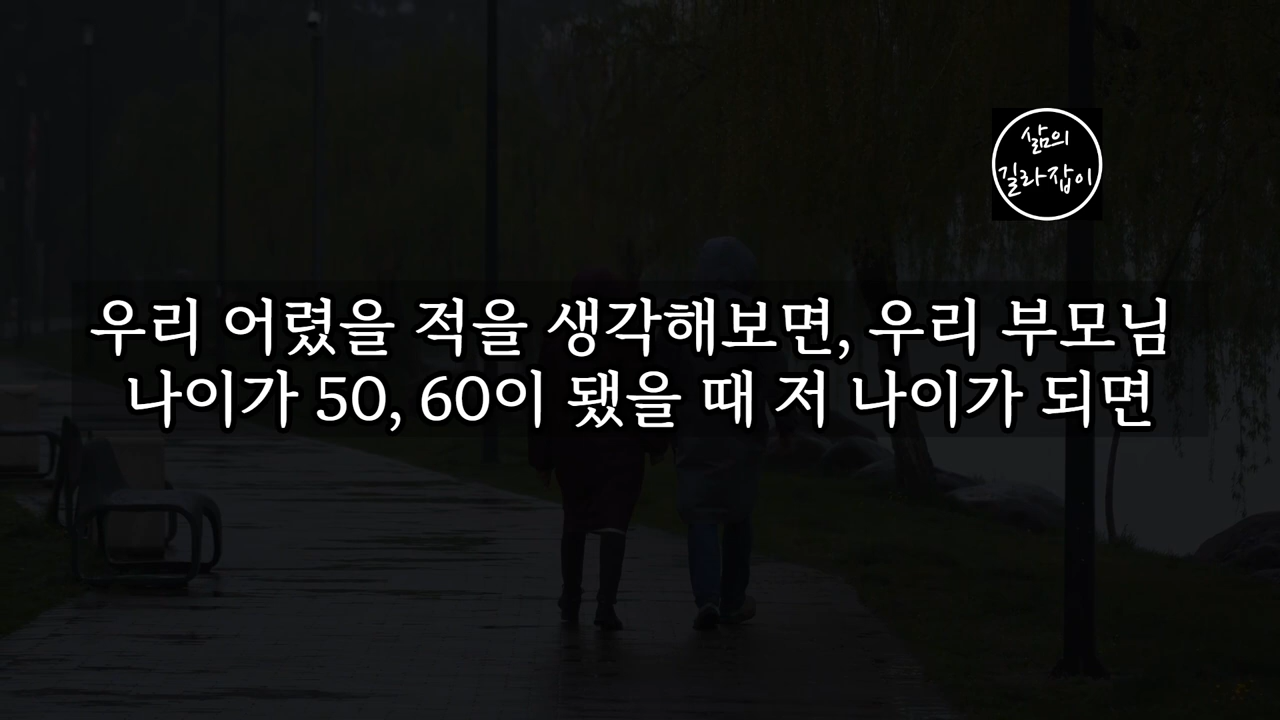 삶의
길라잡이
우리 어렸을 적을 생각해보면, 우리 부모님
나이가 50, 60이 됐을 때 저 나이가 되면